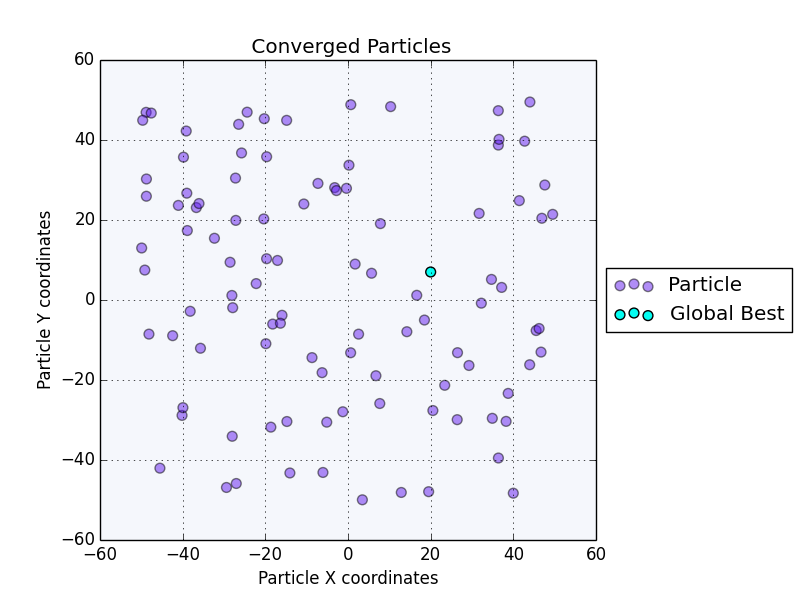 Converged Particles
60
40
20
0
−20
−40
−60
−60 −40 −20 0 20 40 60
Particle Y coordinates
Particle X coordinates
Particle
Global Best